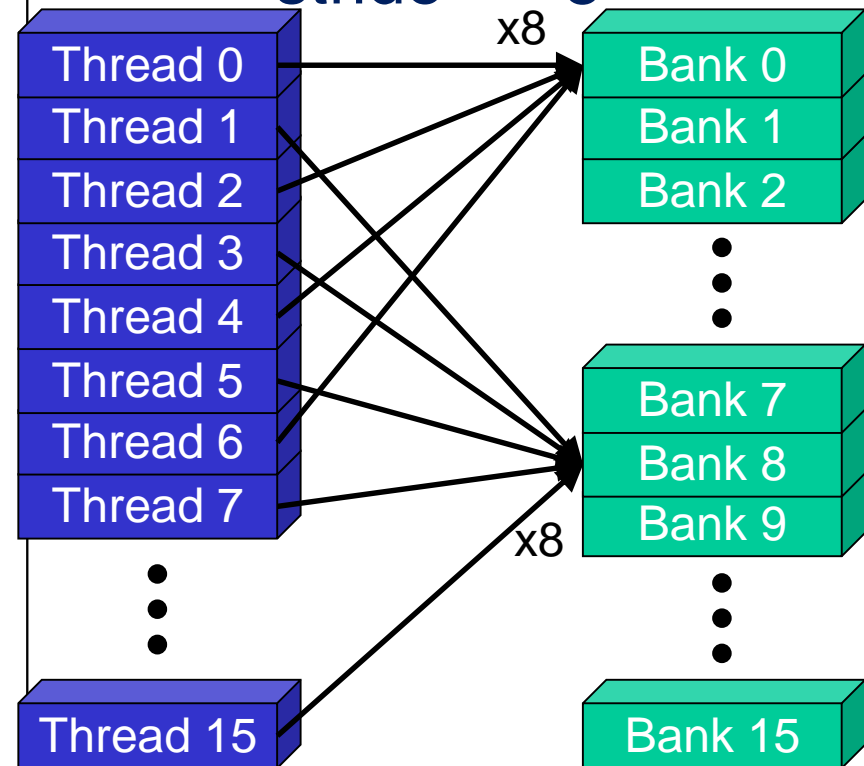 x8
Thread 0
Thread 1
Thread 2
Thread 3
Thread 4
Thread 5
Thread 6
Thread 7
Thread 15
Bank 0
Bank 1
Bank 2
Bank 7
Bank 8
Bank 9
x8
Bank 15